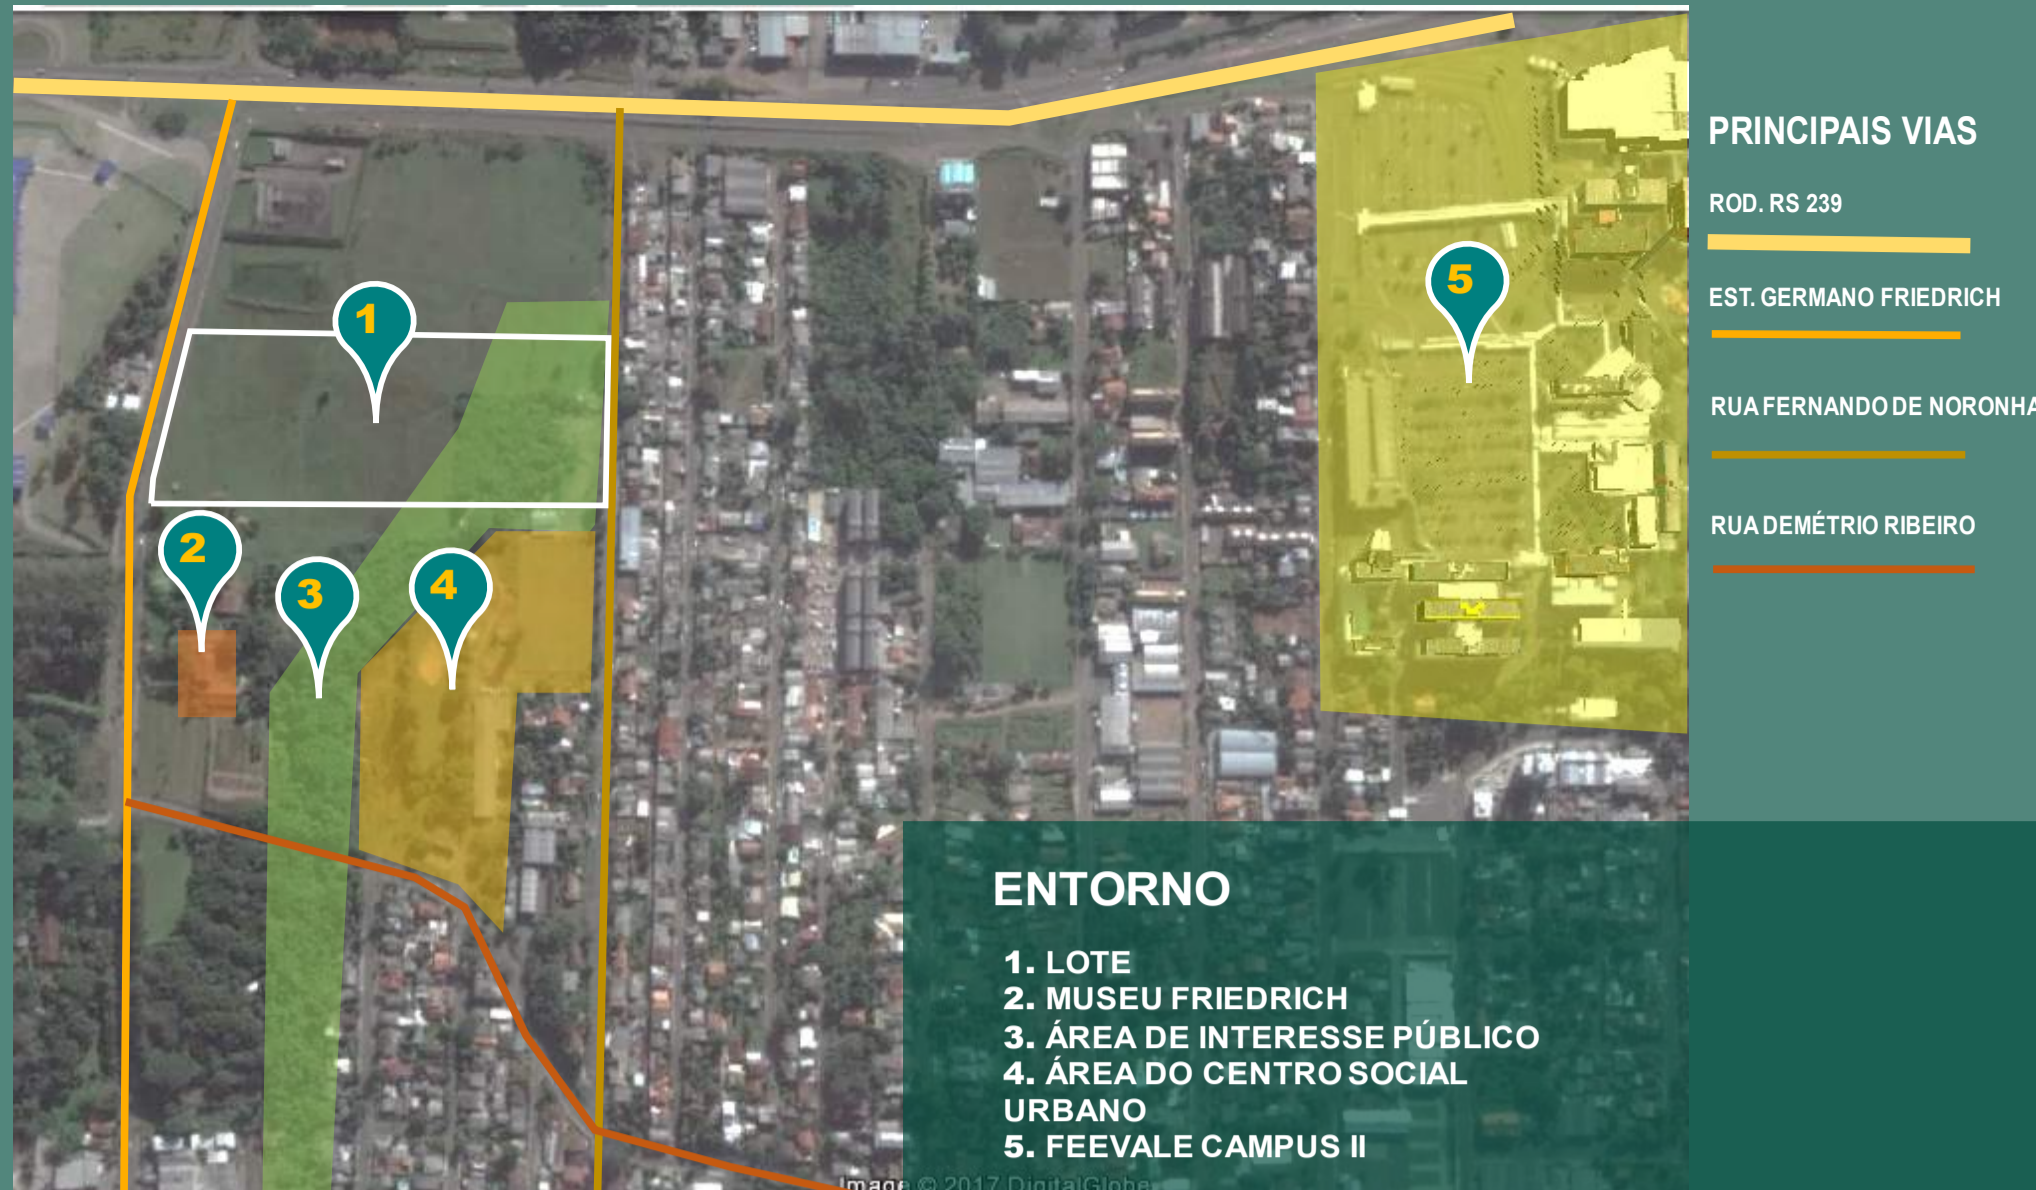 1
5
2
3
4
PRINCIPAIS VIAS
ROD. RS 239
EST. GERMANO FRIEDRICH
RUA FERNANDO DE NORONHA
RUA DEMÉTRIO RIBEIRO
ENTORNO
1. LOTE
2. MUSEU FRIEDRICH
3. ÁREA DE INTERESSE PÚBLICO
4. ÁREA DO CENTRO SOCIAL
URBANO
5. FEEVALE CAMPUS II
Image © 2017 DigitalGlobe